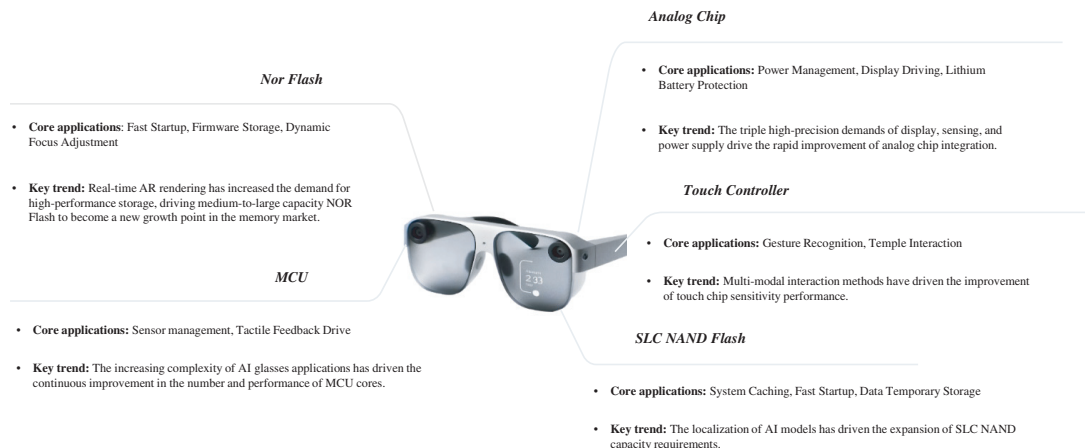 Nor Flash
• Core applications: Fast Startup, Firmware Storage, Dynamic
Focus Adjustment
• Key trend: Real-time AR rendering has increased the demand for
high-performance storage, driving medium-to-large capacity NOR
Flash to become a new growth point in the memory market.
MCU
• Core applications: Sensor management, Tactile Feedback Drive
• Key trend: The increasing complexity of AI glasses applications has driven the
continuous improvement in the number and performance of MCU cores.
Analog Chip
• Core applications: Power Management, Display Driving, Lithium
Battery Protection
• Key trend: The triple high-precision demands of display, sensing, and
power supply drive the rapid improvement of analog chip integration.
Touch Controller
• Core applications: Gesture Recognition, Temple Interaction
• Key trend: Multi-modal interaction methods have driven the improvement
of touch chip sensitivity performance.
SLC NAND Flash
• Core applications: System Caching, Fast Startup, Data Temporary Storage
• Key trend: The localization of AI models has driven the expansion of SLC NAND
capacity requirements.